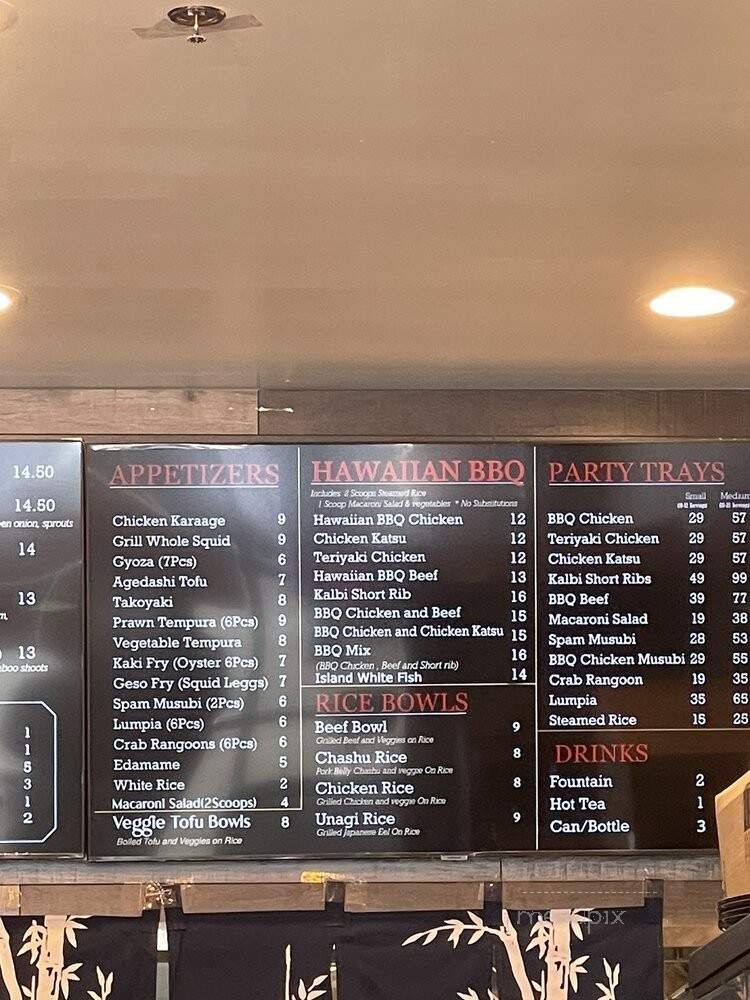 14.50
14.50
en onion, sprouts
14
13
m.
13
boo shoots
1
1
5
3
1
2
APPETIZERS
Chicken Karaage 9
Grill Whole Squid 9
Gyoza (7Pcs) 6
Agedashi Tofu 7
Takoyaki 8
Prawn Tempura (6Pcs) 9
Vegetable Tempura 8
Kaki Fry (Oyster 6Pcs) 7
Geso Fry (Squid Leggs) 7
Spam Musubi (2Pcs) 6
Lumpia (6Pcs) 6
Crab Rangoons (6Pcs) 6
Edamame 5
White Rice 2
Macaroni Salad(2Scoops) 4
Veggie Tofu Bowls 8
Boiled Tofu and Veggies on Rice
HAWAIIAN BBQ
Includes 2 Scoops Steamed Rice
1 Scoop Macaroni Salad & vegetables * No Substitutions
Hawaiian BBQ Chicken 12
Chicken Katsu 12
Teriyaki Chicken 12
Hawaiian BBQ Beef 13
Kalbi Short Rib 16
BBQ Chicken and Beef 15
BBQ Chicken and Chicken Katsu 15
BBQ Mix 16
(BBQ Chicken , Beef and Short rib)
Island White Fish 14
RICE BOWLS
Beef Bowl 9
Grilled Beef and Veggies on Rice
Chashu Rice 8
Pork Belly Chashu and veggie On Rice
Chicken Rice 8
Grilled Chicken and veggie On Rice
Unagi Rice 9
Grilled Japanese Eel On Rice
PARTY TRAYS
Small Medium
BBQ Chicken 29 57
Teriyaki Chicken 29 57
Chicken Katsu 29 57
Kalbi Short Ribs 49 99
BBQ Beef 39 77
Macaroni Salad 19 38
Spam Musubi 28 53
BBQ Chicken Musubi 29 55
Crab Rangoon 19 35
Lumpia 35 65
Steamed Rice 15 25
DRINKS
Fountain 2
Hot Tea 1
Can/Bottle 3
menupix